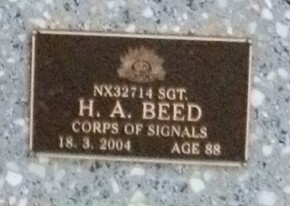 NX32714 SGT.
H. A. BEED
CORPS OF SIGNALS
18. 3. 2004 AGE 88